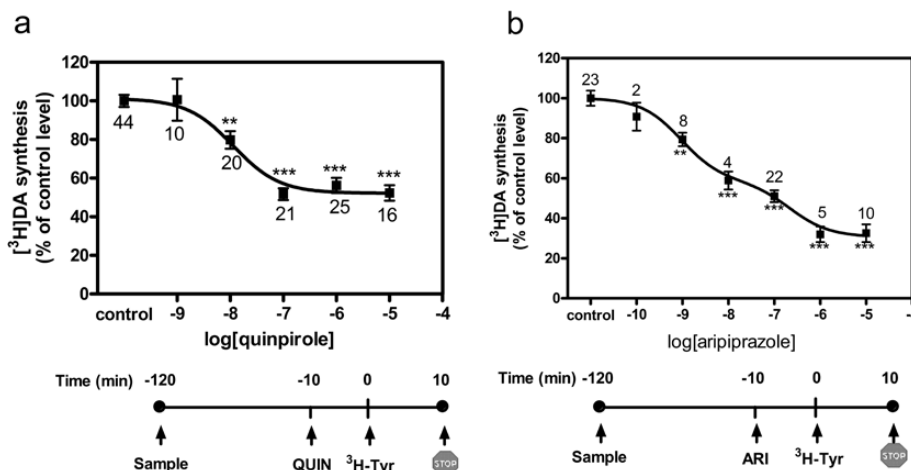 a
[³H]DA synthesis
(% of control level)
120
100
80
60
40
20
0
44
10
**
20
***
21
***
25
***
16
control
-9
-8
-7
-6
-5
-4
log[quinpirole]
Time (min)
-120
-10
0
10
Sample
QUIN
³H-Tyr
STOP
b
[³H]DA synthesis
(% of control level)
120
100
80
60
40
20
0
23
2
8
**
4
***
22
***
5
***
10
***
control
-10
-9
-8
-7
-6
-5
log[aripiprazole]
Time (min)
-120
-10
0
10
Sample
ARI
³H-Tyr
STOP